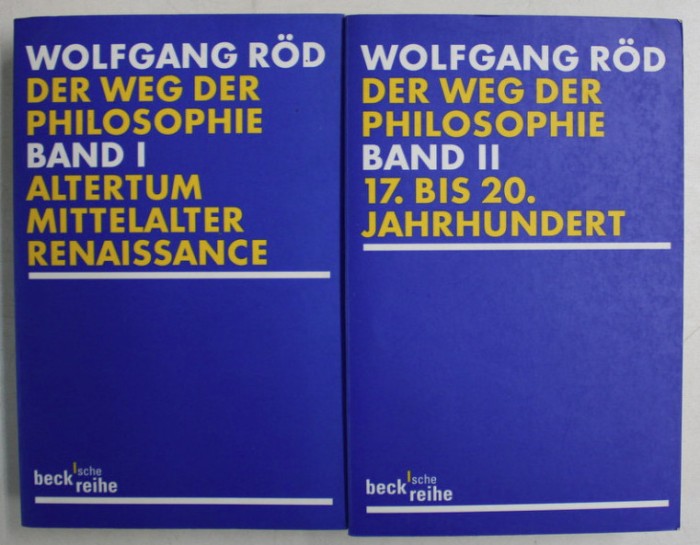 WOLFGANG RÖD
DER WEG DER
PHILOSOPHIE
BAND I
ALTERTUM
MITTELALTER
RENAISSANCE
beck'sche
reihe
WOLFGANG RÖD
DER WEG DER
PHILOSOPHIE
BAND II
17. BIS 20.
JAHRHUNDERT
beck'sche
reihe